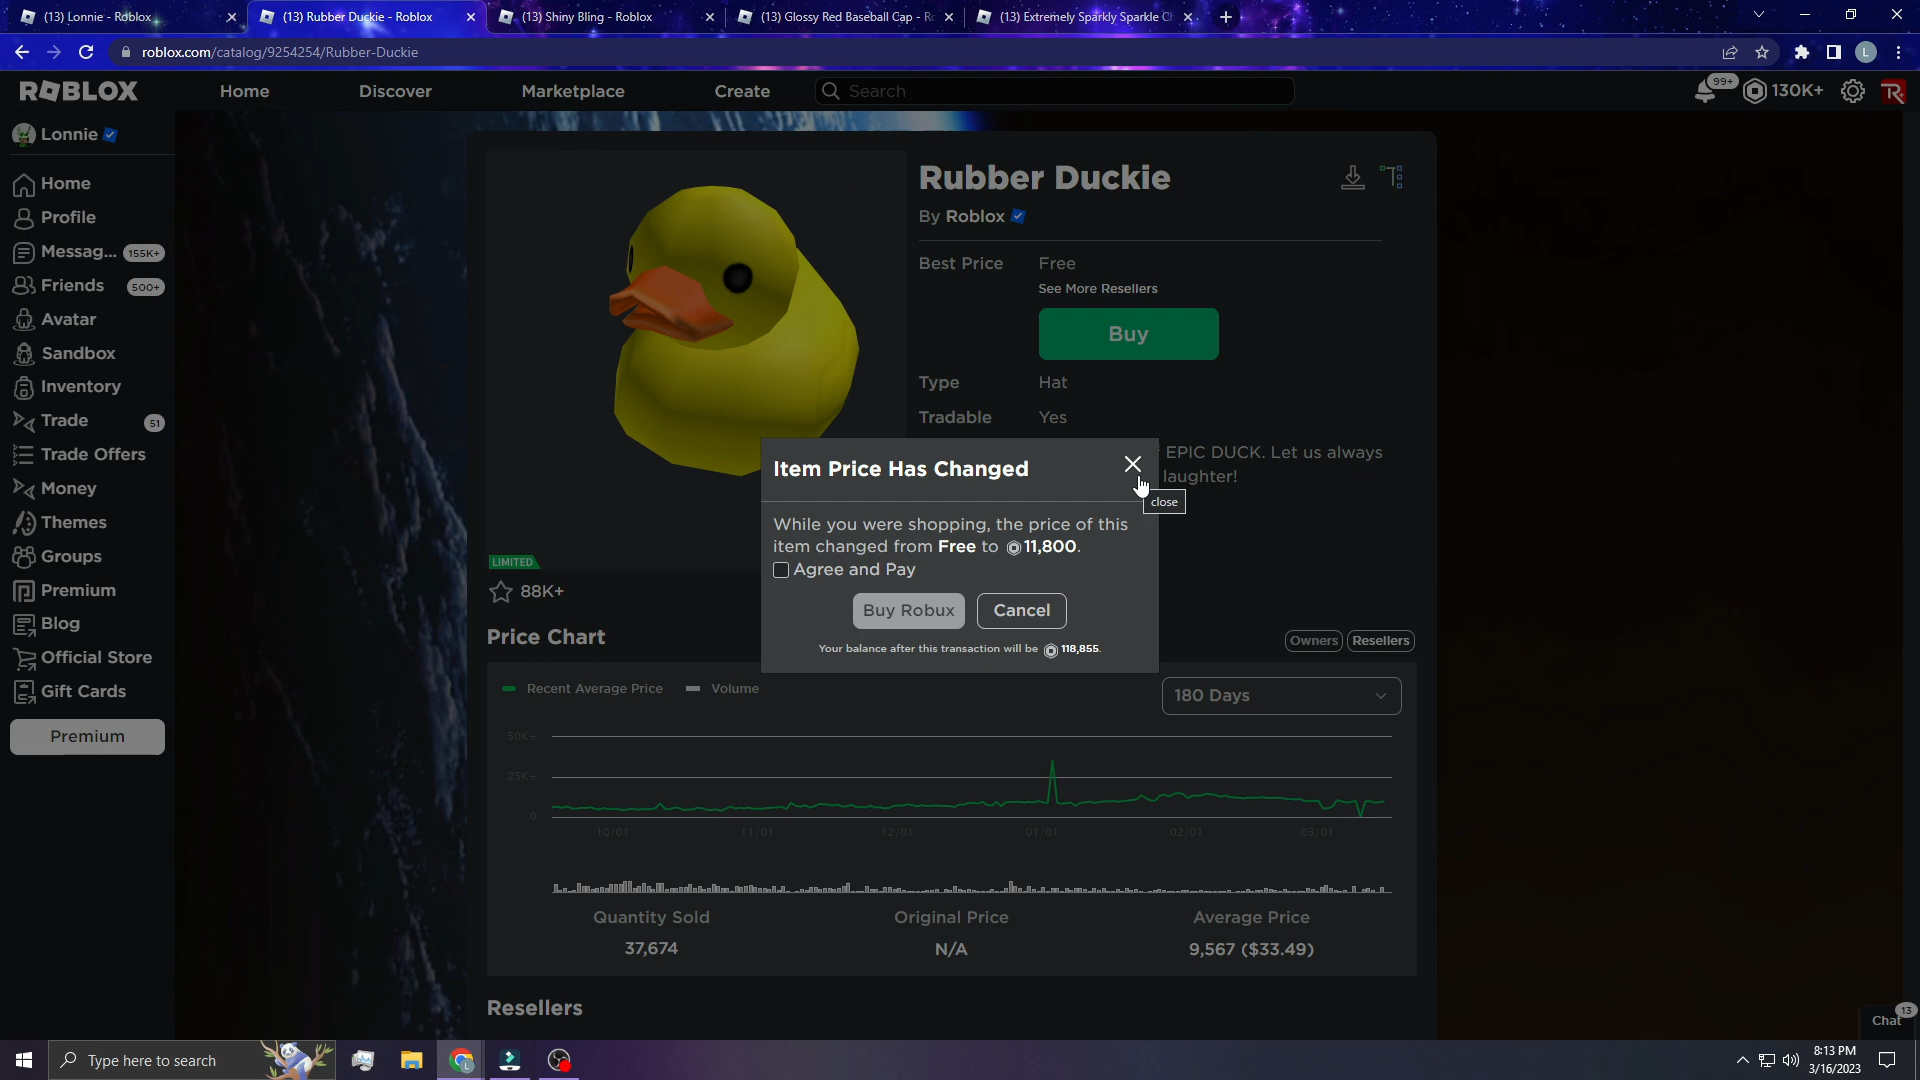 (13) Lonnie - Roblox
(13) Rubber Duckie - Roblox
(13) Shiny Bling - Roblox
(13) Glossy Red Baseball Cap - Ro
(13) Extremely Sparkly Sparkle Ch
roblox.com/catalog/9254254/Rubber-Duckie
L
ROBLOX
Home
Discover
Marketplace
Create
Search
99+
130K+
Lonnie
Home
Profile
Messag... 155K+
Friends 500+
Avatar
Sandbox
Inventory
Trade 51
Trade Offers
Money
Themes
Groups
Premium
Blog
Official Store
Gift Cards
Premium
Rubber Duckie
By Roblox
Best Price Free
See More Resellers
Buy
Type Hat
Tradable Yes
EPIC DUCK. Let us always
laughter!
LIMITED
88K+
Item Price Has Changed
close
While you were shopping, the price of this
item changed from Free to 11,800.
Agree and Pay
Buy Robux
Cancel
Your balance after this transaction will be 118,855.
Price Chart
Owners
Resellers
Recent Average Price
Volume
180 Days
50K+
25K+
0
10/01 11/01 12/01 01/01 02/01 03/01
Quantity Sold Original Price Average Price
37,674 N/A 9,567 ($33.49)
Resellers
Chat 13
Type here to search
L
8:13 PM
3/16/2023